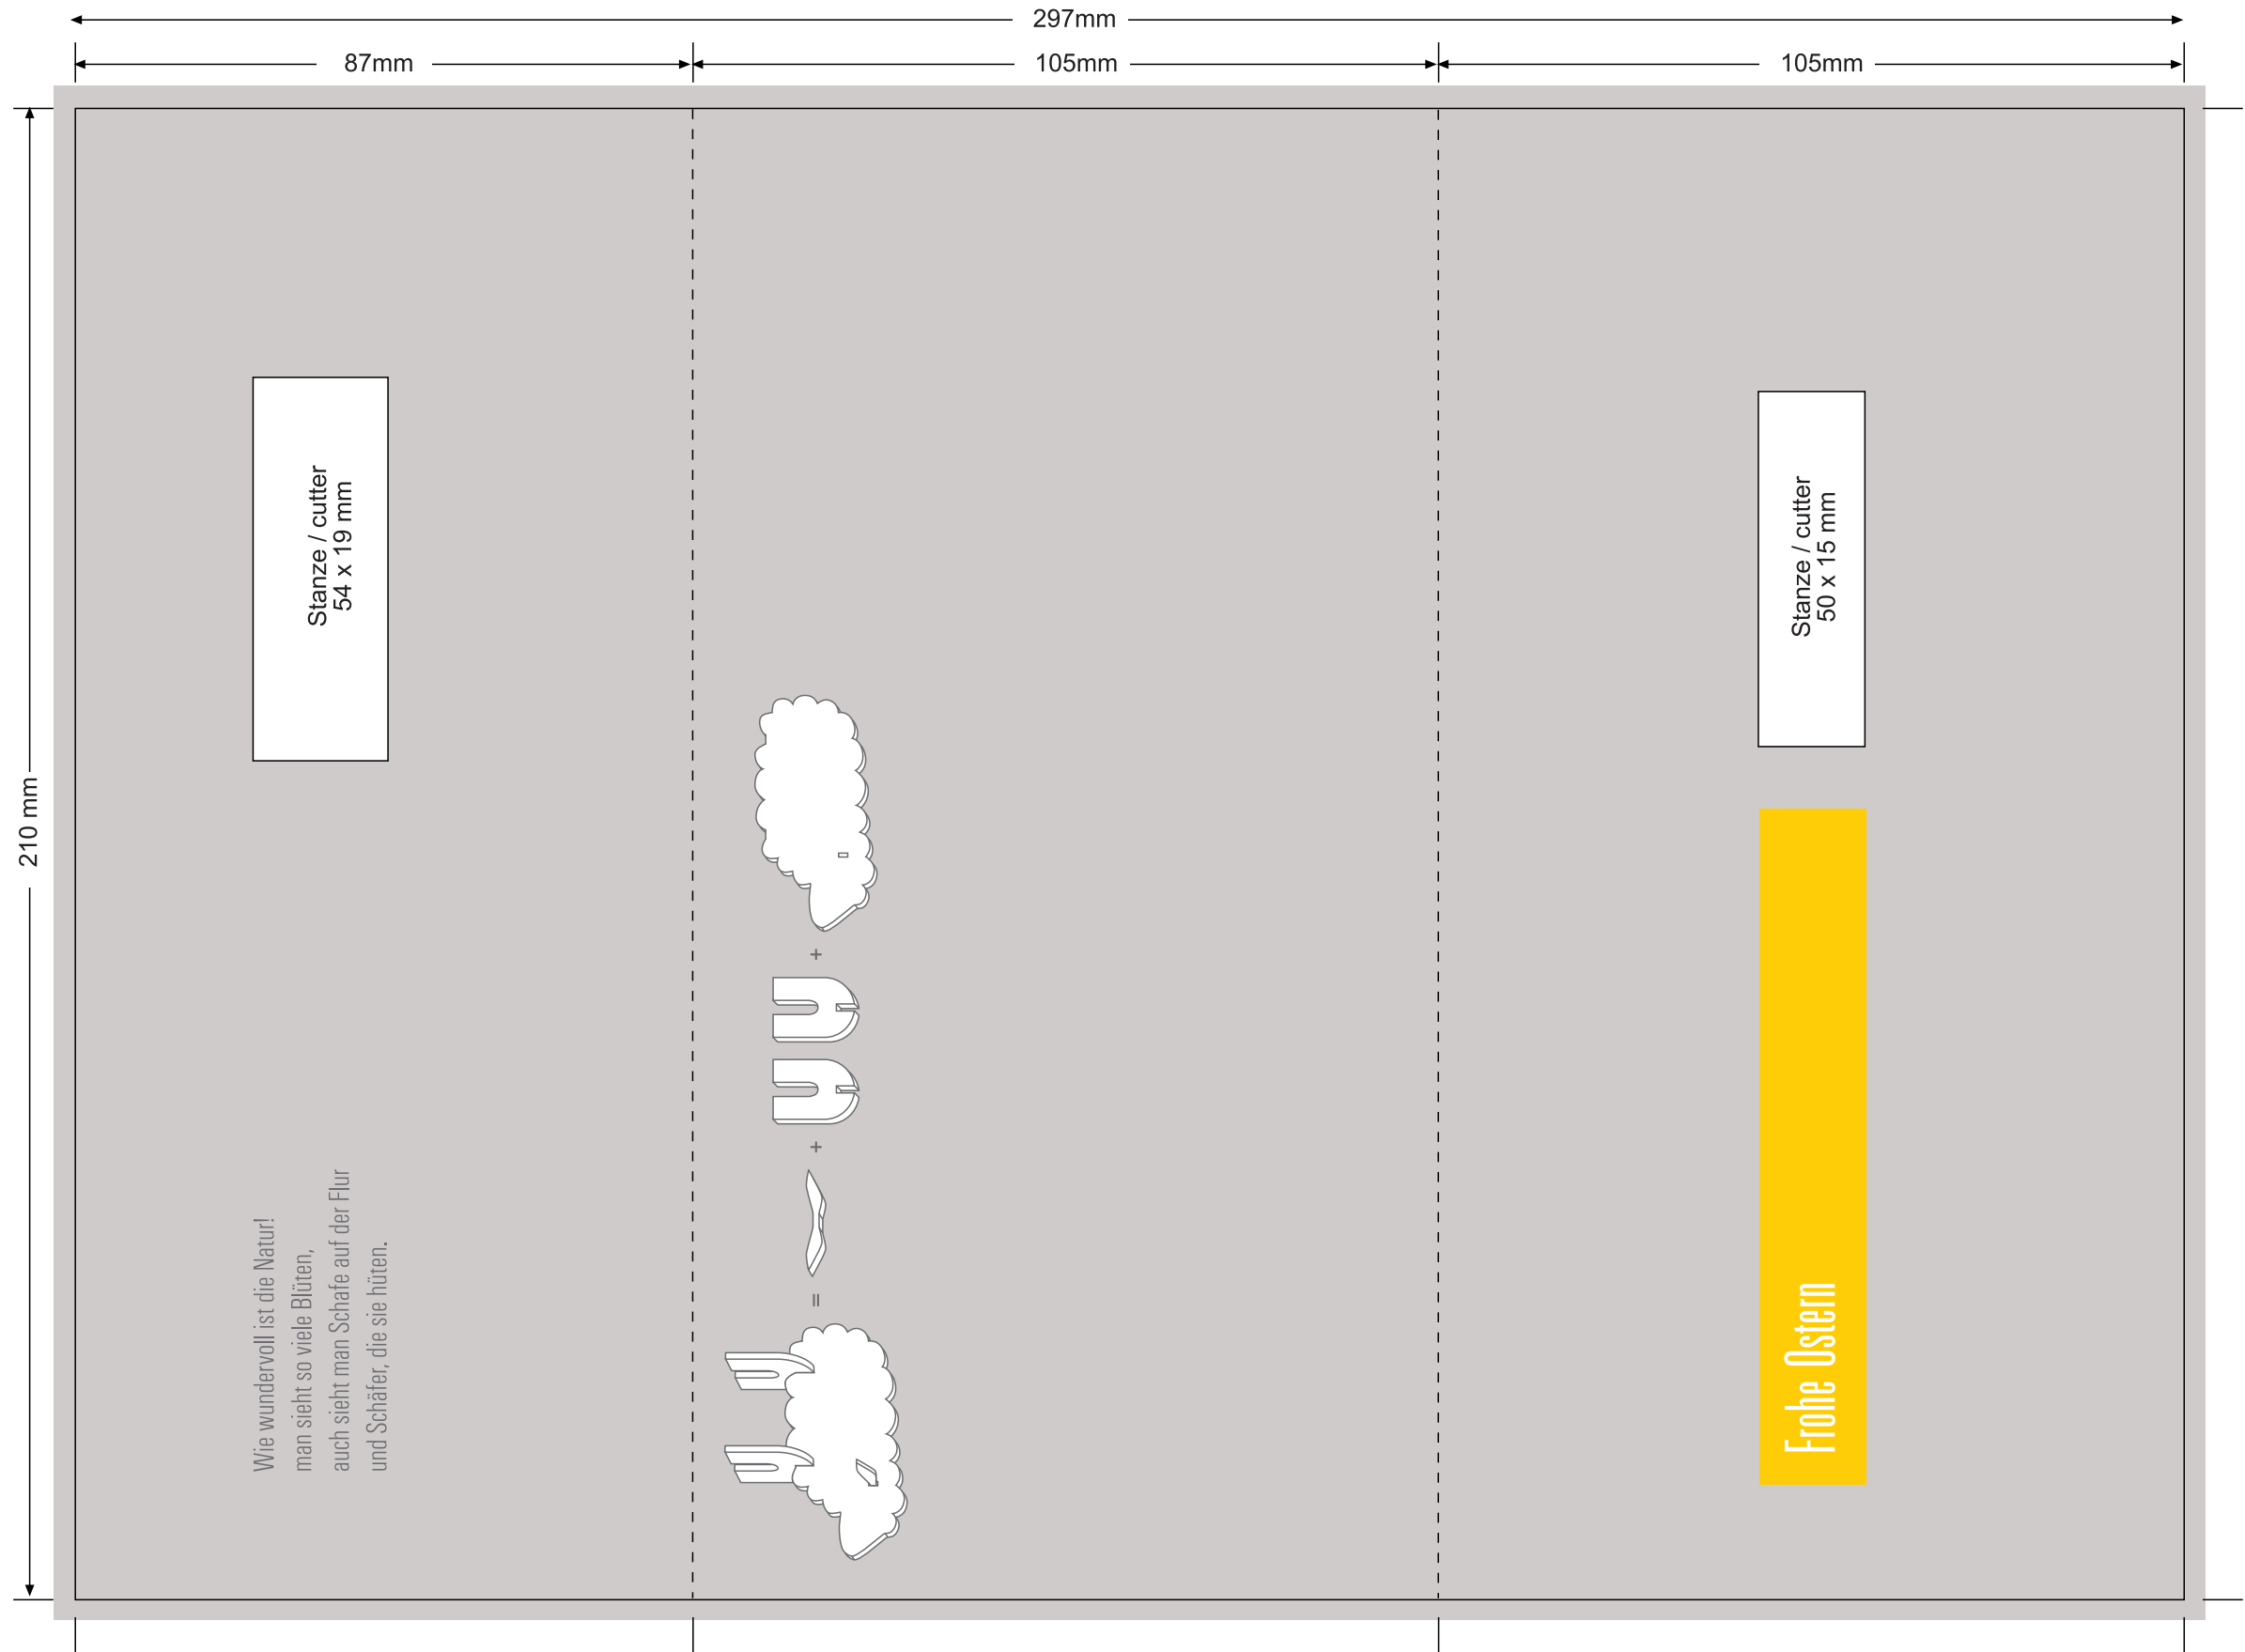 297mm
87mm
105mm
105mm
210 mm
Stanze / cutter
54 x 19 mm
Stanze / cutter
50 x 15 mm
+
+
=
Wie wundervoll ist die Natur!
man sieht so viele Blüten,
auch sieht man Schafe auf der Flur
und Schäfer, die sie hüten.
Frohe Ostern